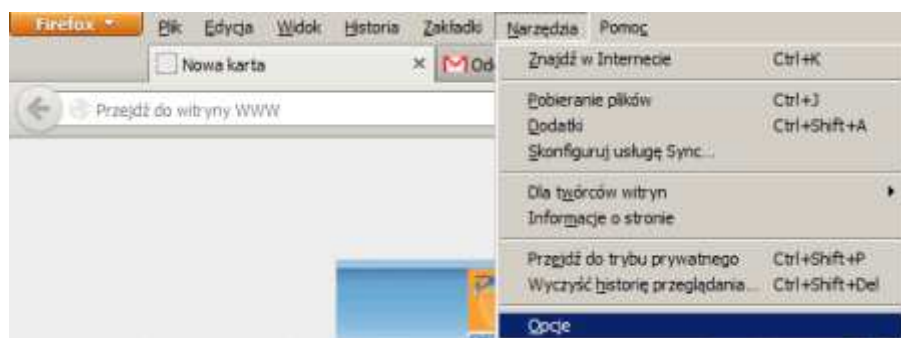 Firefox
Plik Edycja Widok Historia Zakładki Narzędzia Pomoc
Nowa karta × Od
Przejdź do witryny WWW
Znajdź w Internecie Ctrl+K
Pobieranie plików Ctrl+J
Dodatki Ctrl+Shift+A
Skonfiguruj usługę Sync...
Dla twórców witryn
Informacje o stronie
Przejdź do trybu prywatnego Ctrl+Shift+P
Wyczyść historię przeglądania... Ctrl+Shift+Del
Opcje